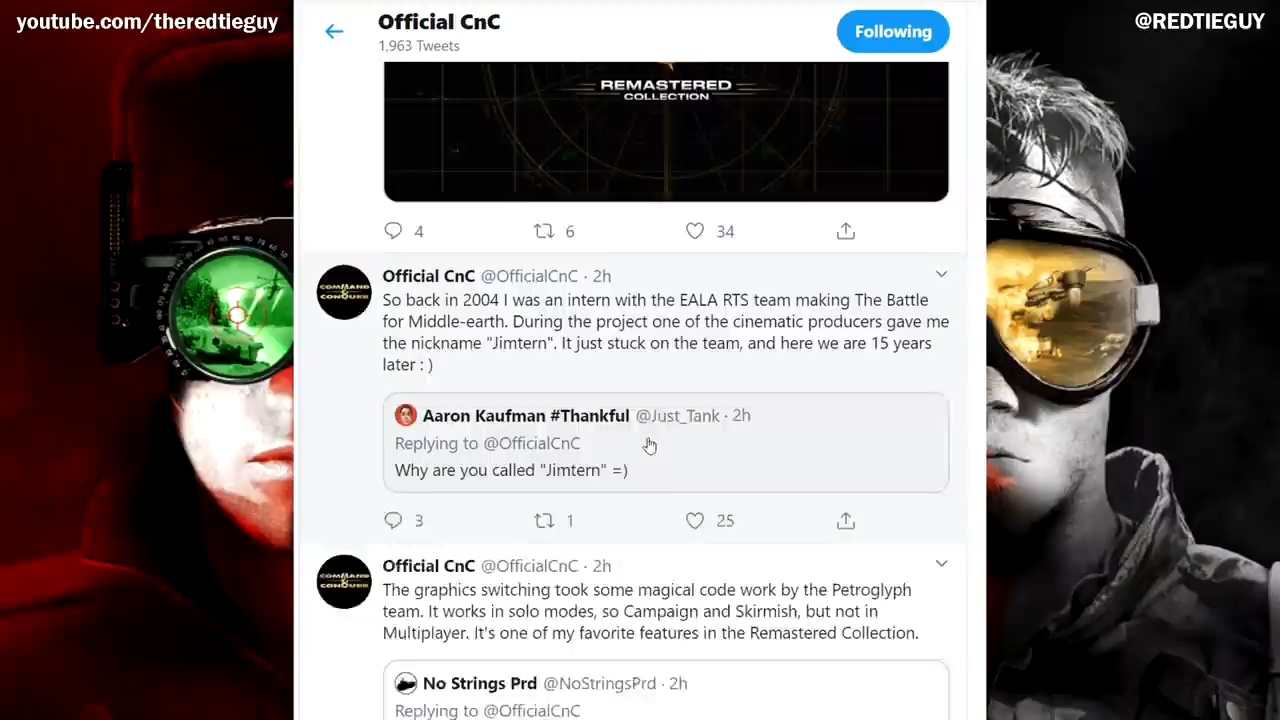 youtube.com/theredtieguy
@REDTIEGUY
Official CnC
1,963 Tweets
Following
REMASTERED
COLLECTION
4
6
34
Official CnC @OfficialCnC · 2h
So back in 2004 I was an intern with the EALA RTS team making The Battle
for Middle-earth. During the project one of the cinematic producers gave me
the nickname "Jimtern". It just stuck on the team, and here we are 15 years
later : )
COMMAND
CONQUER
Aaron Kaufman #Thankful @Just_Tank · 2h
Replying to @OfficialCnC
Why are you called "Jimtern" =)
3
1
25
Official CnC @OfficialCnC · 2h
The graphics switching took some magical code work by the Petroglyph
team. It works in solo modes, so Campaign and Skirmish, but not in
Multiplayer. It's one of my favorite features in the Remastered Collection.
COMMAND
CONQUER
No Strings Prd @NoStringsPrd · 2h
Replying to @OfficialCnC